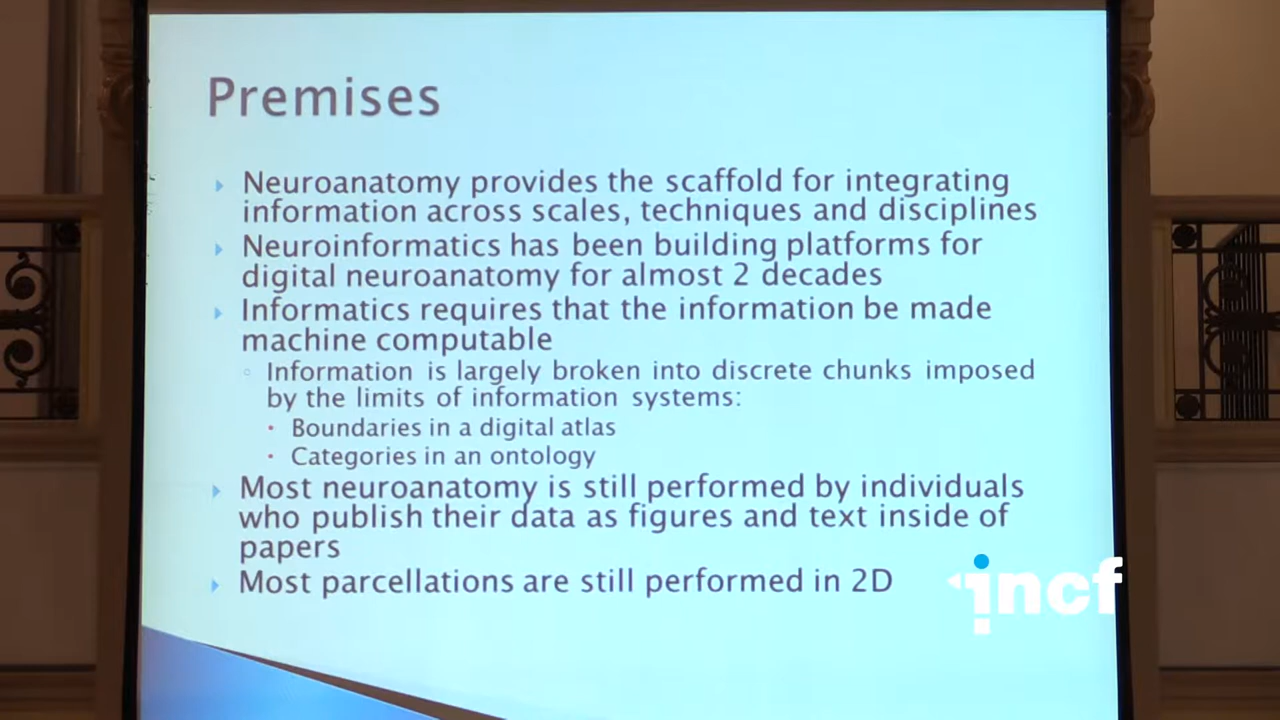 Premises
Neuroanatomy provides the scaffold for integrating
information across scales, techniques and disciplines
Neuroinformatics has been building platforms for
digital neuroanatomy for almost 2 decades
Informatics requires that the information be made
machine computable
Information is largely broken into discrete chunks imposed
by the limits of information systems:
Boundaries in a digital atlas
Categories in an ontology
Most neuroanatomy is still performed by individuals
who publish their data as figures and text inside of
papers
Most parcellations are still performed in 2D
incf